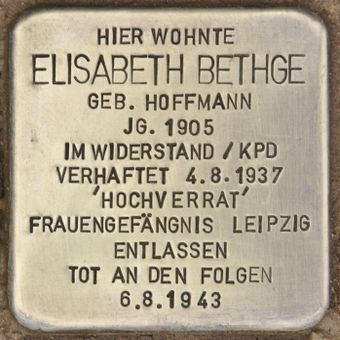 HIER WOHNTE
ELISABETH BETHGE
GEB. HOFFMANN
JG. 1905
IM WIDERSTAND / KPD
VERHAFTET 4.8.1937
'HOCHVERRAT'
FRAUENGEFÄNGNIS LEIPZIG
ENTLASSEN
TOT AN DEN FOLGEN
6.8.1943